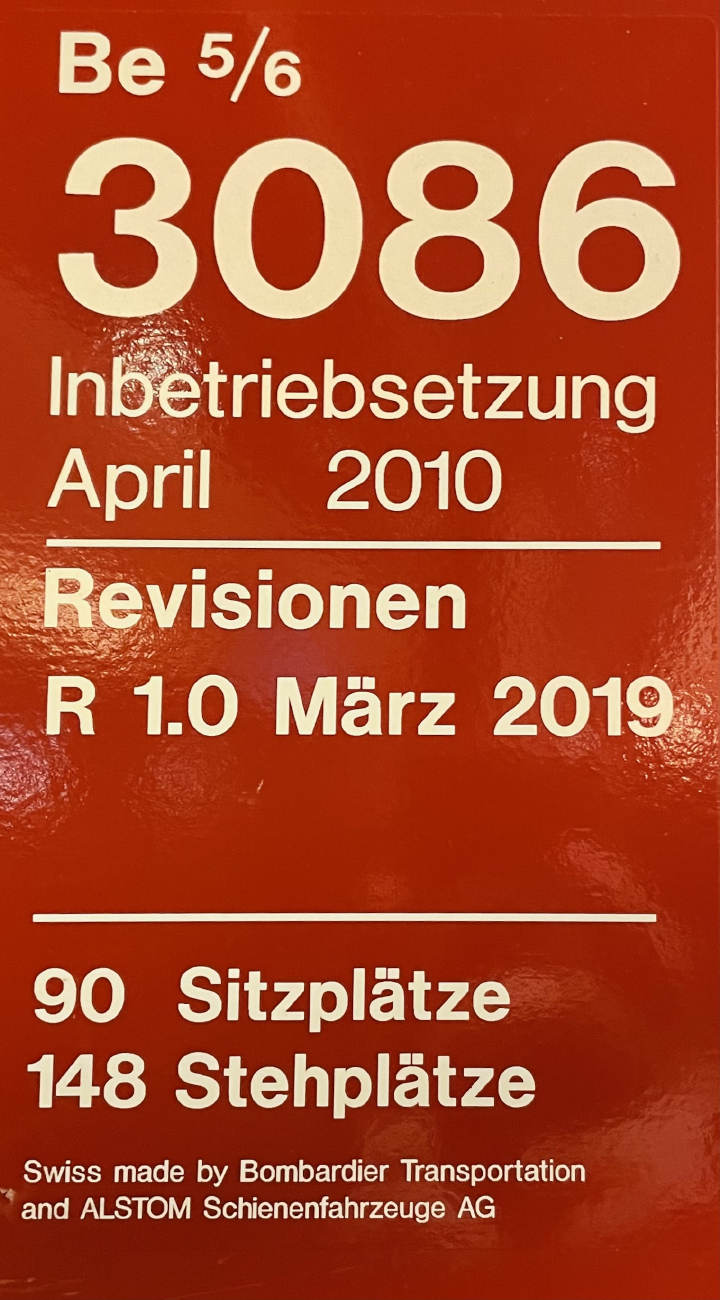 Be 5/6
3086
Inbetriebsetzung
April 2010
Revisionen
R 1.0 März 2019
90 Sitzplätze
148 Stehplätze
Swiss made by Bombardier Transportation
and ALSTOM Schienenfahrzeuge AG